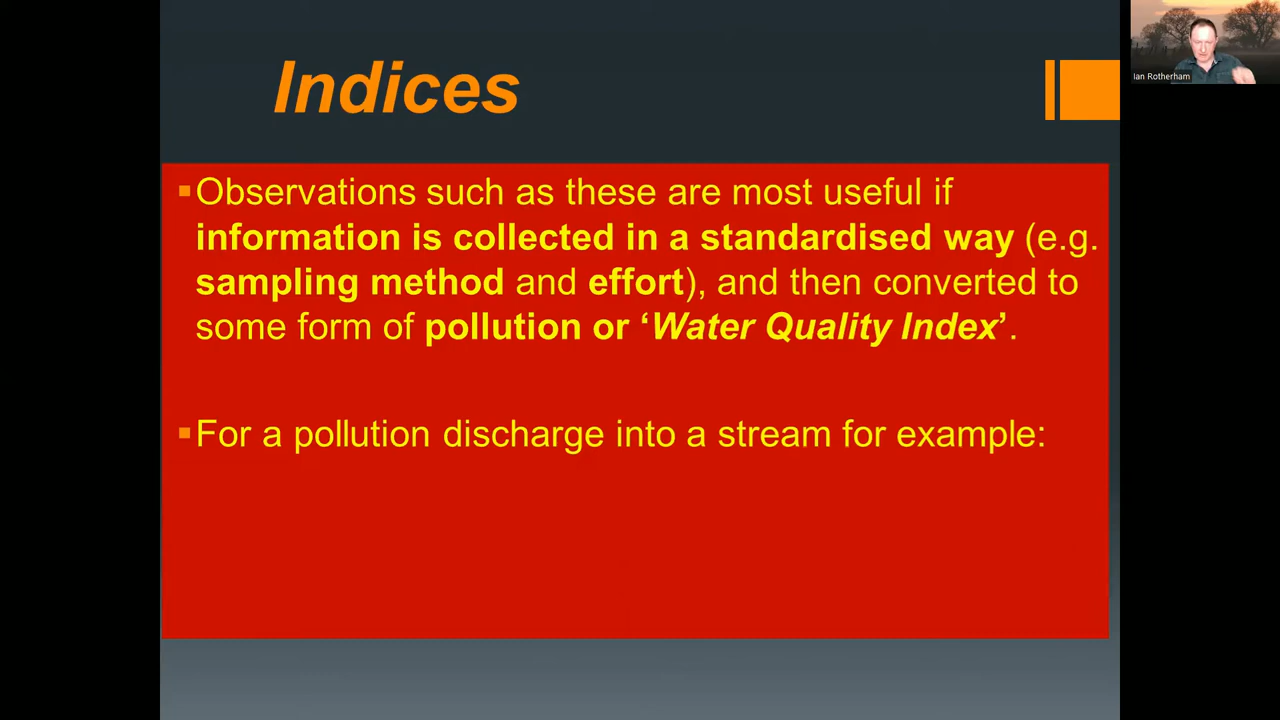 Indices
Ian Rotherham
Observations such as these are most useful if
information is collected in a standardised way (e.g.
sampling method and effort), and then converted to
some form of pollution or ‘Water Quality Index’.
For a pollution discharge into a stream for example: